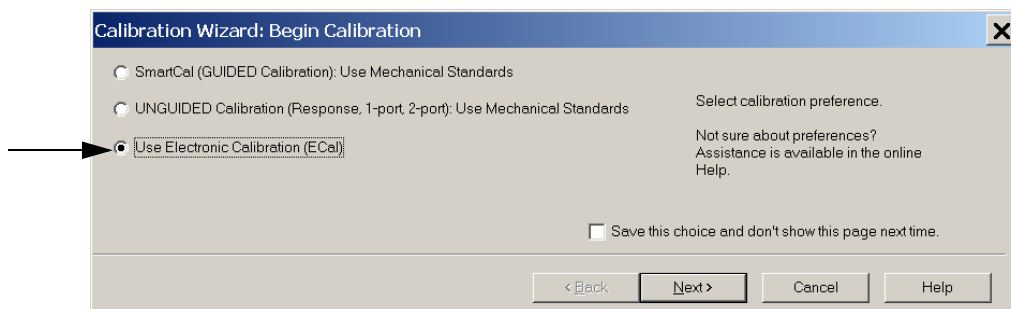 Calibration Wizard: Begin Calibration
SmartCal (GUIDED Calibration): Use Mechanical Standards
UNGUIDED Calibration (Response, 1-port, 2-port): Use Mechanical Standards
Use Electronic Calibration (ECal)
Select calibration preference.
Not sure about preferences?
Assistance is available in the online
Help.
Save this choice and don't show this page next time.
< Back
Next >
Cancel
Help